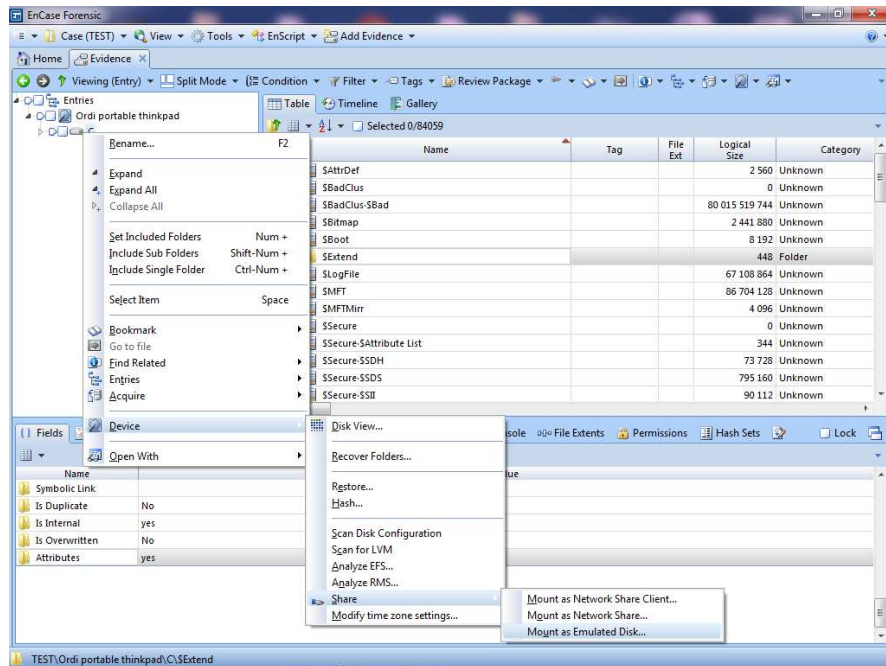 EnCase Forensic
Case (TEST) View Tools EnScript Add Evidence
Home Evidence
Viewing (Entry) Split Mode Condition Filter Tags Review Package
Entries
Ordi portable thinkpad
C
Table Timeline Gallery
Selected 0/84059
Name Tag File Ext Logical Size Category
$AttrDef 2 560 Unknown
$BadClus 0 Unknown
$BadClus·$Bad 80 015 519 744 Unknown
$Bitmap 2 441 880 Unknown
$Boot 8 192 Unknown
$Extend 448 Folder
$LogFile 67 108 864 Unknown
$MFT 86 704 128 Unknown
$MFTMirr 4 096 Unknown
$Secure 0 Unknown
$Secure·$Attribute List 344 Unknown
$Secure·$SDH 73 728 Unknown
$Secure·$SDS 795 160 Unknown
$Secure·$SII 90 112 Unknown
Rename... F2
Expand
Expand All
Collapse All
Set Included Folders Num +
Include Sub Folders Shift-Num +
Include Single Folder Ctrl-Num +
Select Item Space
Bookmark
Go to file
Find Related
Entries
Acquire
Device
Open With
Disk View...
Recover Folders...
Restore...
Hash...
Scan Disk Configuration
Scan for LVM
Analyze EFS...
Analyze RMS...
Share
Modify time zone settings...
Mount as Network Share Client...
Mount as Network Share...
Mount as Emulated Disk...
Fields File Extents Permissions Hash Sets Lock
Name
Symbolic Link
Is Duplicate No
Is Internal yes
Is Overwritten No
Attributes yes
TEST\Ordi portable thinkpad\C\$Extend